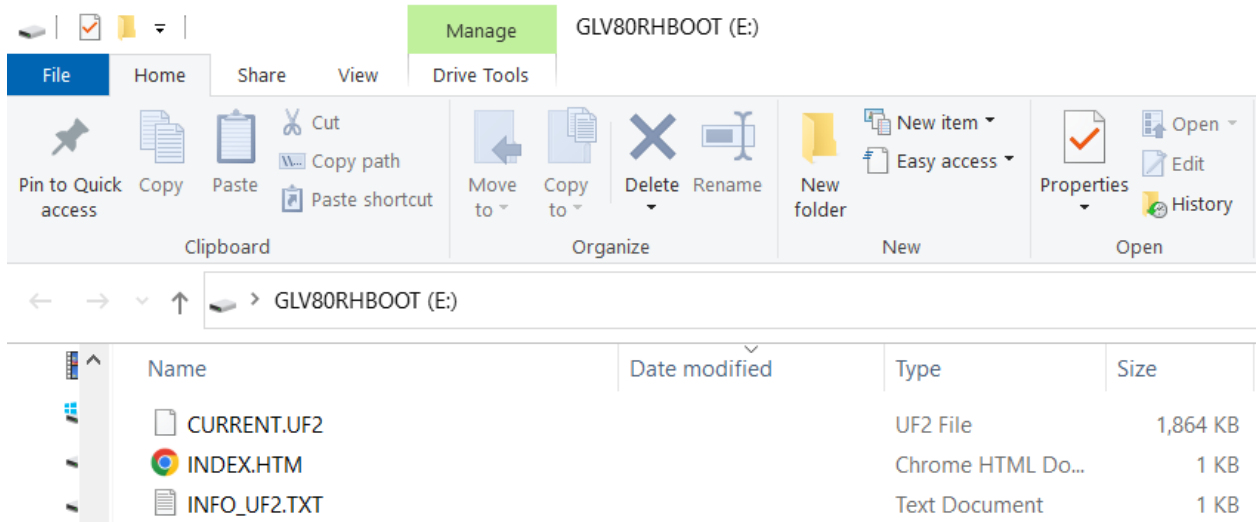 Manage GLV80RHBOOT (E:)
File Home Share View Drive Tools
Pin to Quick access
Copy
Paste
Cut
Copy path
Paste shortcut
Move to
Copy to
Delete
Rename
New folder
New item
Easy access
Properties
Open
Edit
History
Clipboard Organize New Open
GLV80RHBOOT (E:)
Name Date modified Type Size
CURRENT.UF2 UF2 File 1,864 KB
INDEX.HTM Chrome HTML Do... 1 KB
INFO_UF2.TXT Text Document 1 KB